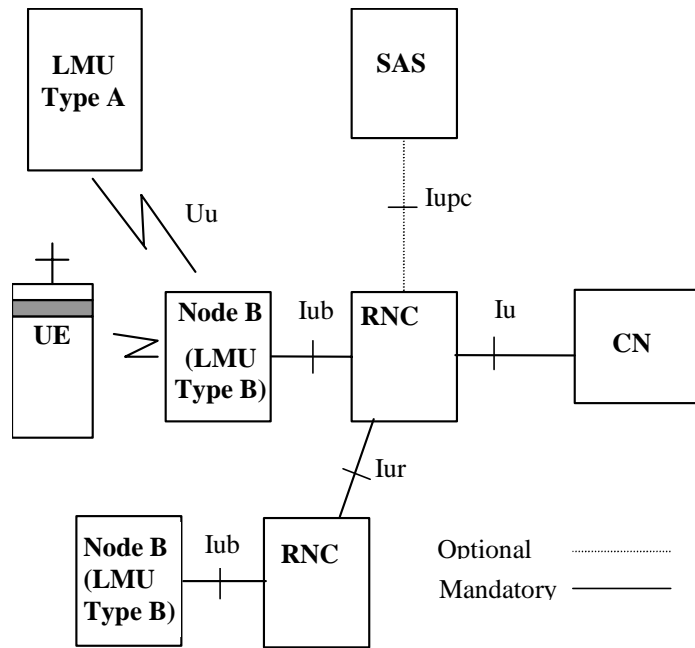 LMU
Type A
SAS
Uu
Iupc
UE
Node B
(LMU
Type B)
Iub
RNC
Iu
CN
Iur
Node B
(LMU
Type B)
Iub
RNC
Optional
Mandatory